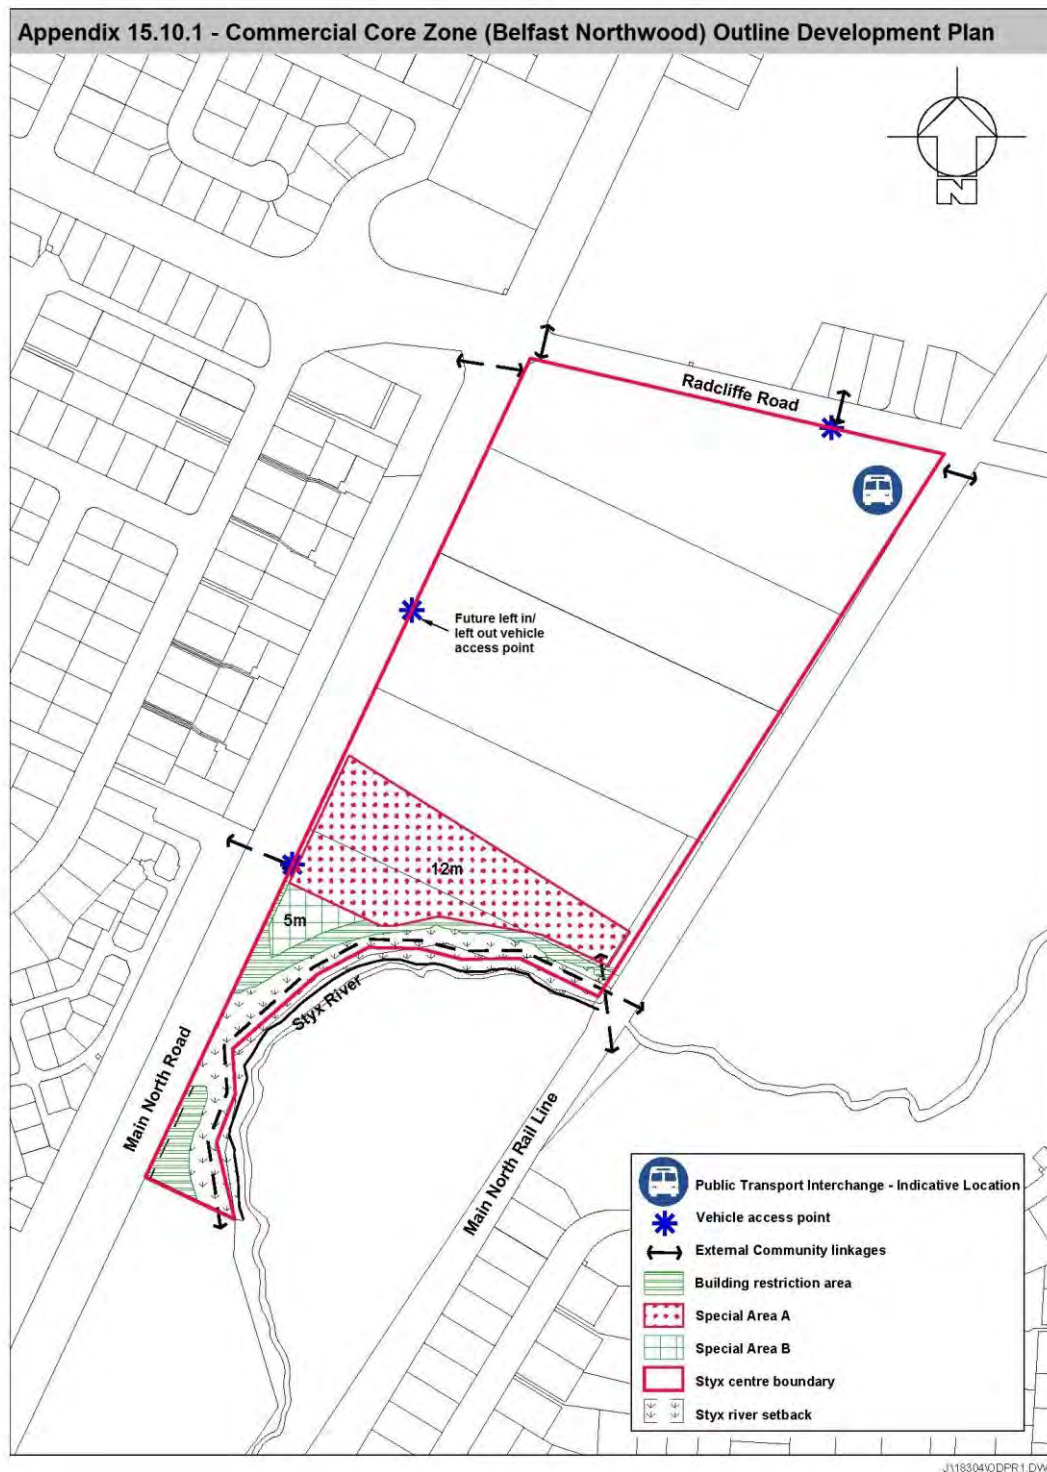 Appendix 15.10.1 - Commercial Core Zone (Belfast Northwood) Outline Development Plan
N
Radcliffe Road
Future left in/
left out vehicle
access point
12m
5m
Styx River
Main North Road
Main North Rail Line
Public Transport Interchange - Indicative Location
Vehicle access point
External Community linkages
Building restriction area
Special Area A
Special Area B
Styx centre boundary
Styx river setback